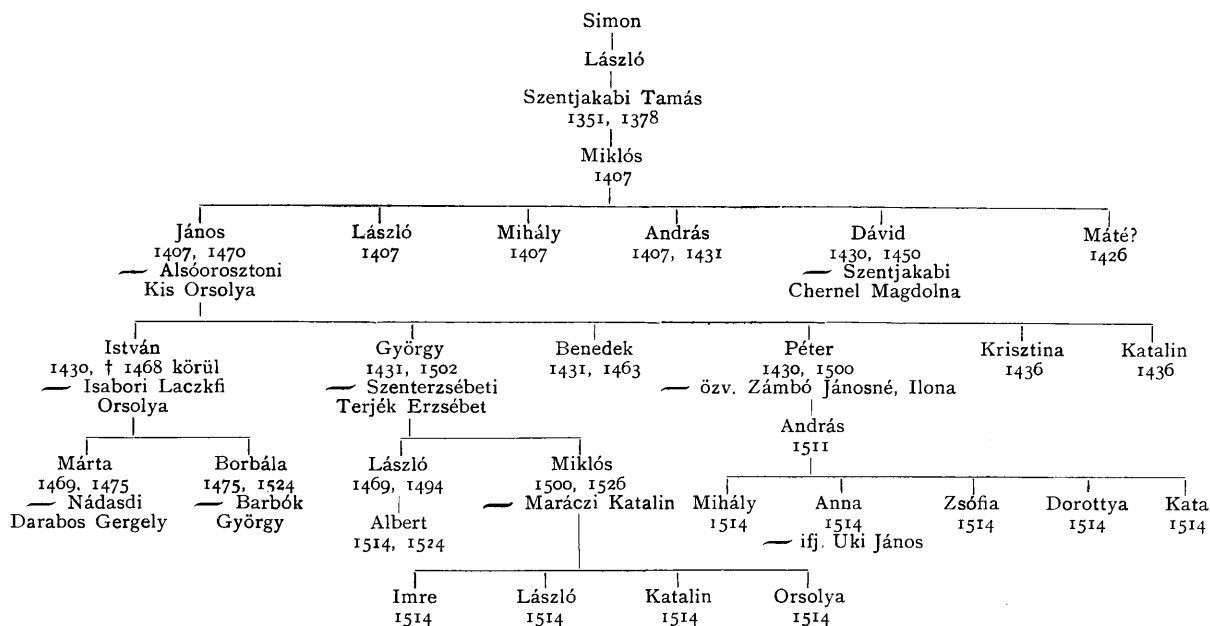 Simon
László
Szentjakabi Tamás
1351, 1378
Miklós
1407
János László Mihály András Dávid Máté?
1407, 1470 1407 1407 1407, 1431 1430, 1450 1426
Alsóorosztoni Szentjakabi
Kis Orsolya Chernel Magdolna
István György Benedek Péter Krisztina Katalin
1430, † 1468 körül 1431, 1502 1431, 1463 1430, 1500 1436 1436
Isabori Laczkfi Szenterzsébeti özv. Zámbó Jánosné, Ilona
Orsolya Terjék Erzsébet
András
1511
Márta Borbála László Miklós
1469, 1475 1475, 1524 1469, 1494 1500, 1526
Nádasdi Barbók Maráczi Katalin Mihály Anna Zsófia Dorottya Kata
Darabos Gergely György 1514 1514 1514 1514 1514
Albert ifj. Uki János
1514, 1524
Imre László Katalin Orsolya
1514 1514 1514 1514